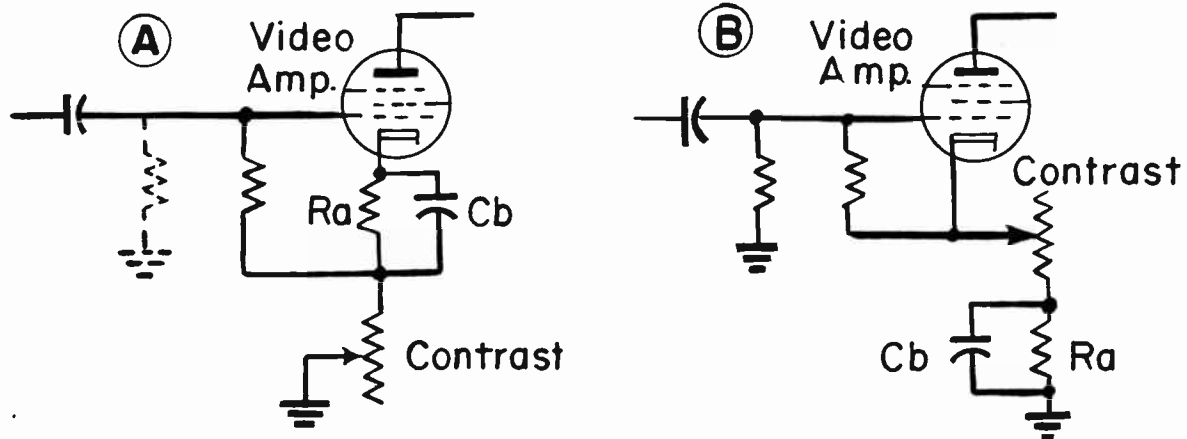 A
Video
Amp.
Ra
Cb
Contrast
B
Video
Amp.
Contrast
Cb
Ra